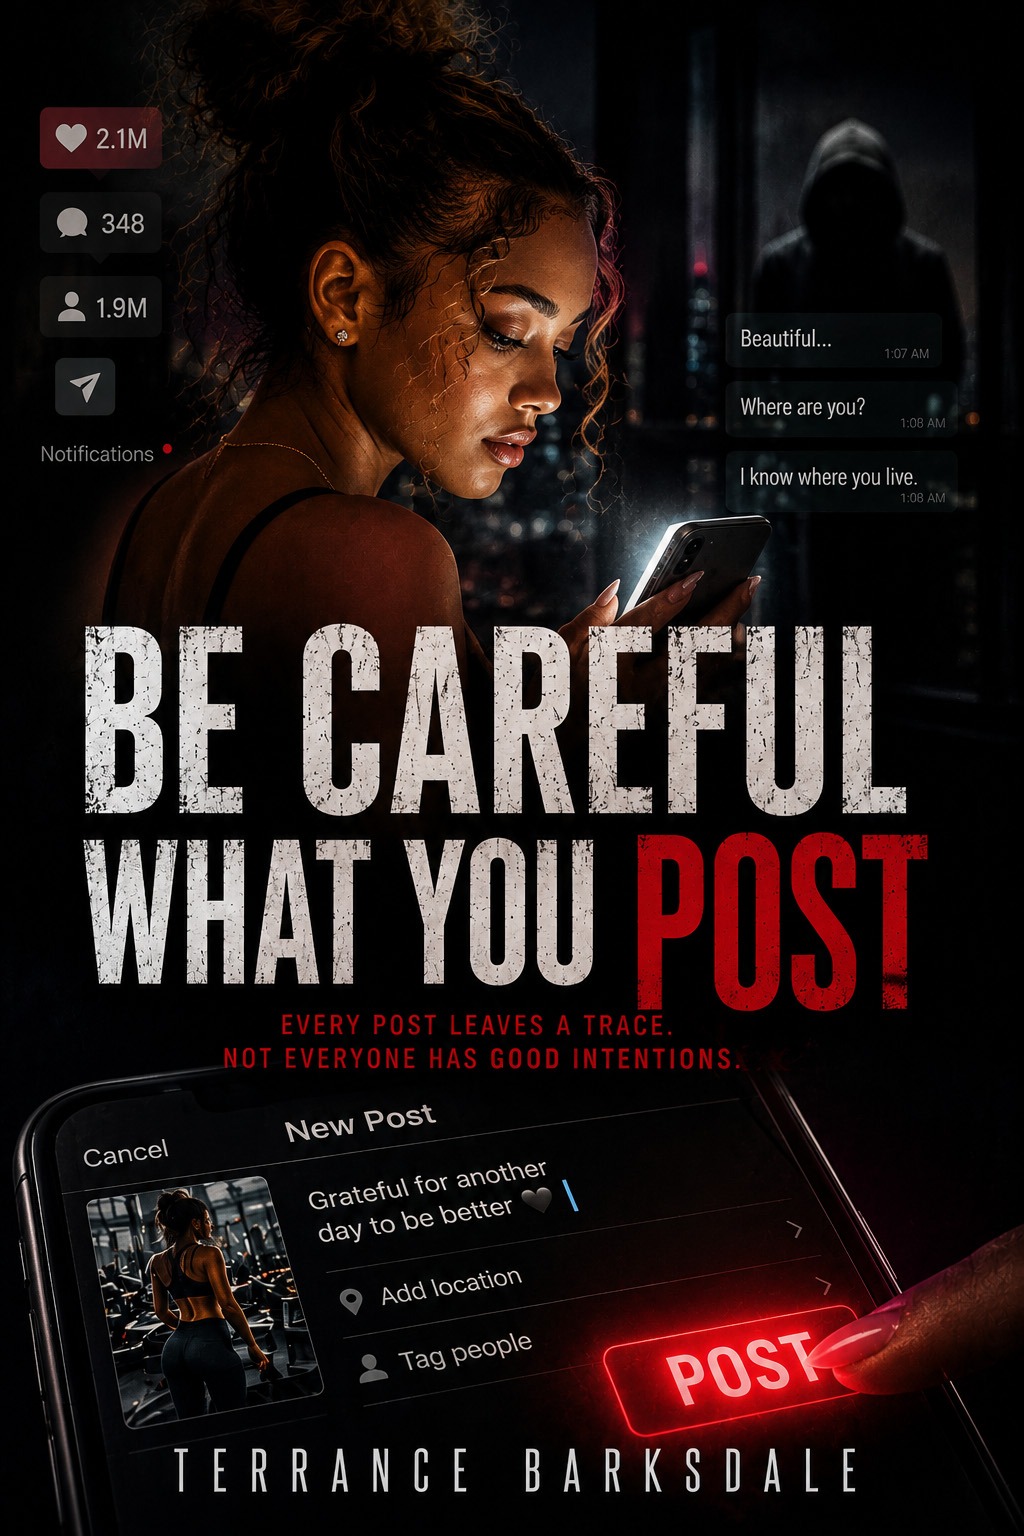 2.1M
348
1.9M
Notifications
Beautiful...
1:07 AM
Where are you?
1:08 AM
I know where you live.
1:08 AM
BE CAREFUL
WHAT YOU POST
EVERY POST LEAVES A TRACE.
NOT EVERYONE HAS GOOD INTENTIONS.
Cancel
New Post
Grateful for another
day to be better 🖤
Add location
Tag people
POST
TERRANCE BARKSDALE